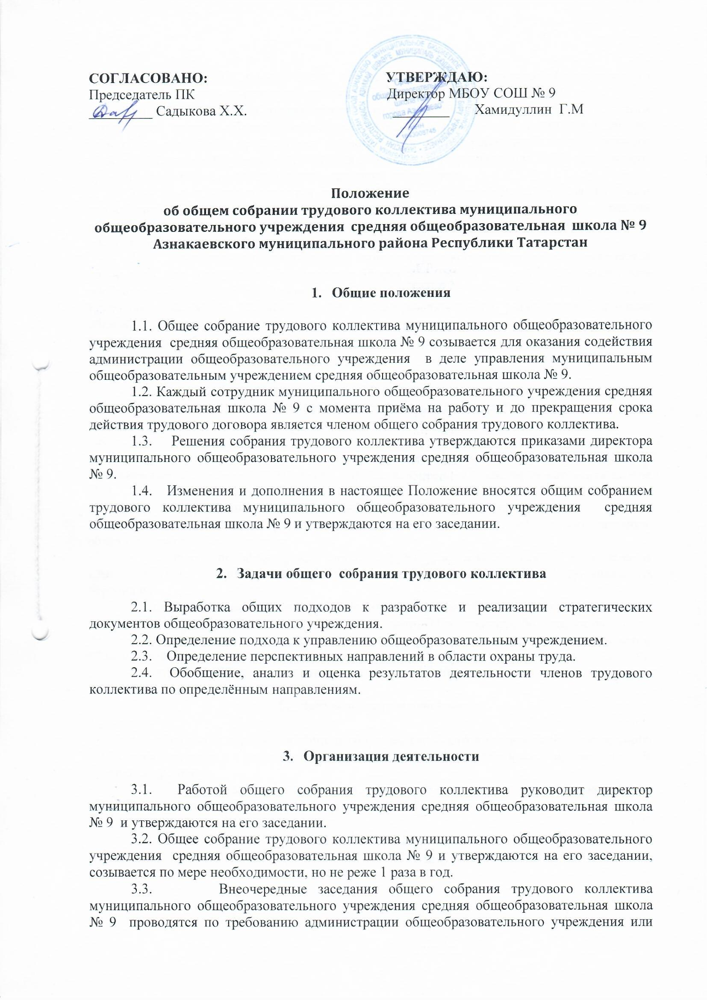 СОГЛАСОВАНО:
Председатель ПК
Садыкова Х.Х.
УТВЕРЖДАЮ:
Директор МБОУ СОШ № 9
Хамидуллин Г.М
Положение
об общем собрании трудового коллектива муниципального
общеобразовательного учреждения средняя общеобразовательная школа № 9
Азнакаевского муниципального района Республики Татарстан
1. Общие положения
1.1. Общее собрание трудового коллектива муниципального общеобразовательного
учреждения средняя общеобразовательная школа № 9 созывается для оказания содействия
администрации общеобразовательного учреждения в деле управления муниципальным
общеобразовательным учреждением средняя общеобразовательная школа № 9.
1.2. Каждый сотрудник муниципального общеобразовательного учреждения средняя
общеобразовательная школа № 9 с момента приёма на работу и до прекращения срока
действия трудового договора является членом общего собрания трудового коллектива.
1.3. Решения собрания трудового коллектива утверждаются приказами директора
муниципального общеобразовательного учреждения средняя общеобразовательная школа
№ 9.
1.4. Изменения и дополнения в настоящее Положение вносятся общим собранием
трудового коллектива муниципального общеобразовательного учреждения средняя
общеобразовательная школа № 9 и утверждаются на его заседании.
2. Задачи общего собрания трудового коллектива
2.1. Выработка общих подходов к разработке и реализации стратегических
документов общеобразовательного учреждения.
2.2. Определение подхода к управлению общеобразовательным учреждением.
2.3. Определение перспективных направлений в области охраны труда.
2.4. Обобщение, анализ и оценка результатов деятельности членов трудового
коллектива по определённым направлениям.
3. Организация деятельности
3.1. Работой общего собрания трудового коллектива руководит директор
муниципального общеобразовательного учреждения средняя общеобразовательная школа
№ 9 и утверждаются на его заседании.
3.2. Общее собрание трудового коллектива муниципального общеобразовательного
учреждения средняя общеобразовательная школа № 9 и утверждаются на его заседании,
созывается по мере необходимости, но не реже 1 раза в год.
3.3. Внеочередные заседания общего собрания трудового коллектива
муниципального общеобразовательного учреждения средняя общеобразовательная школа
№ 9 проводятся по требованию администрации общеобразовательного учреждения или